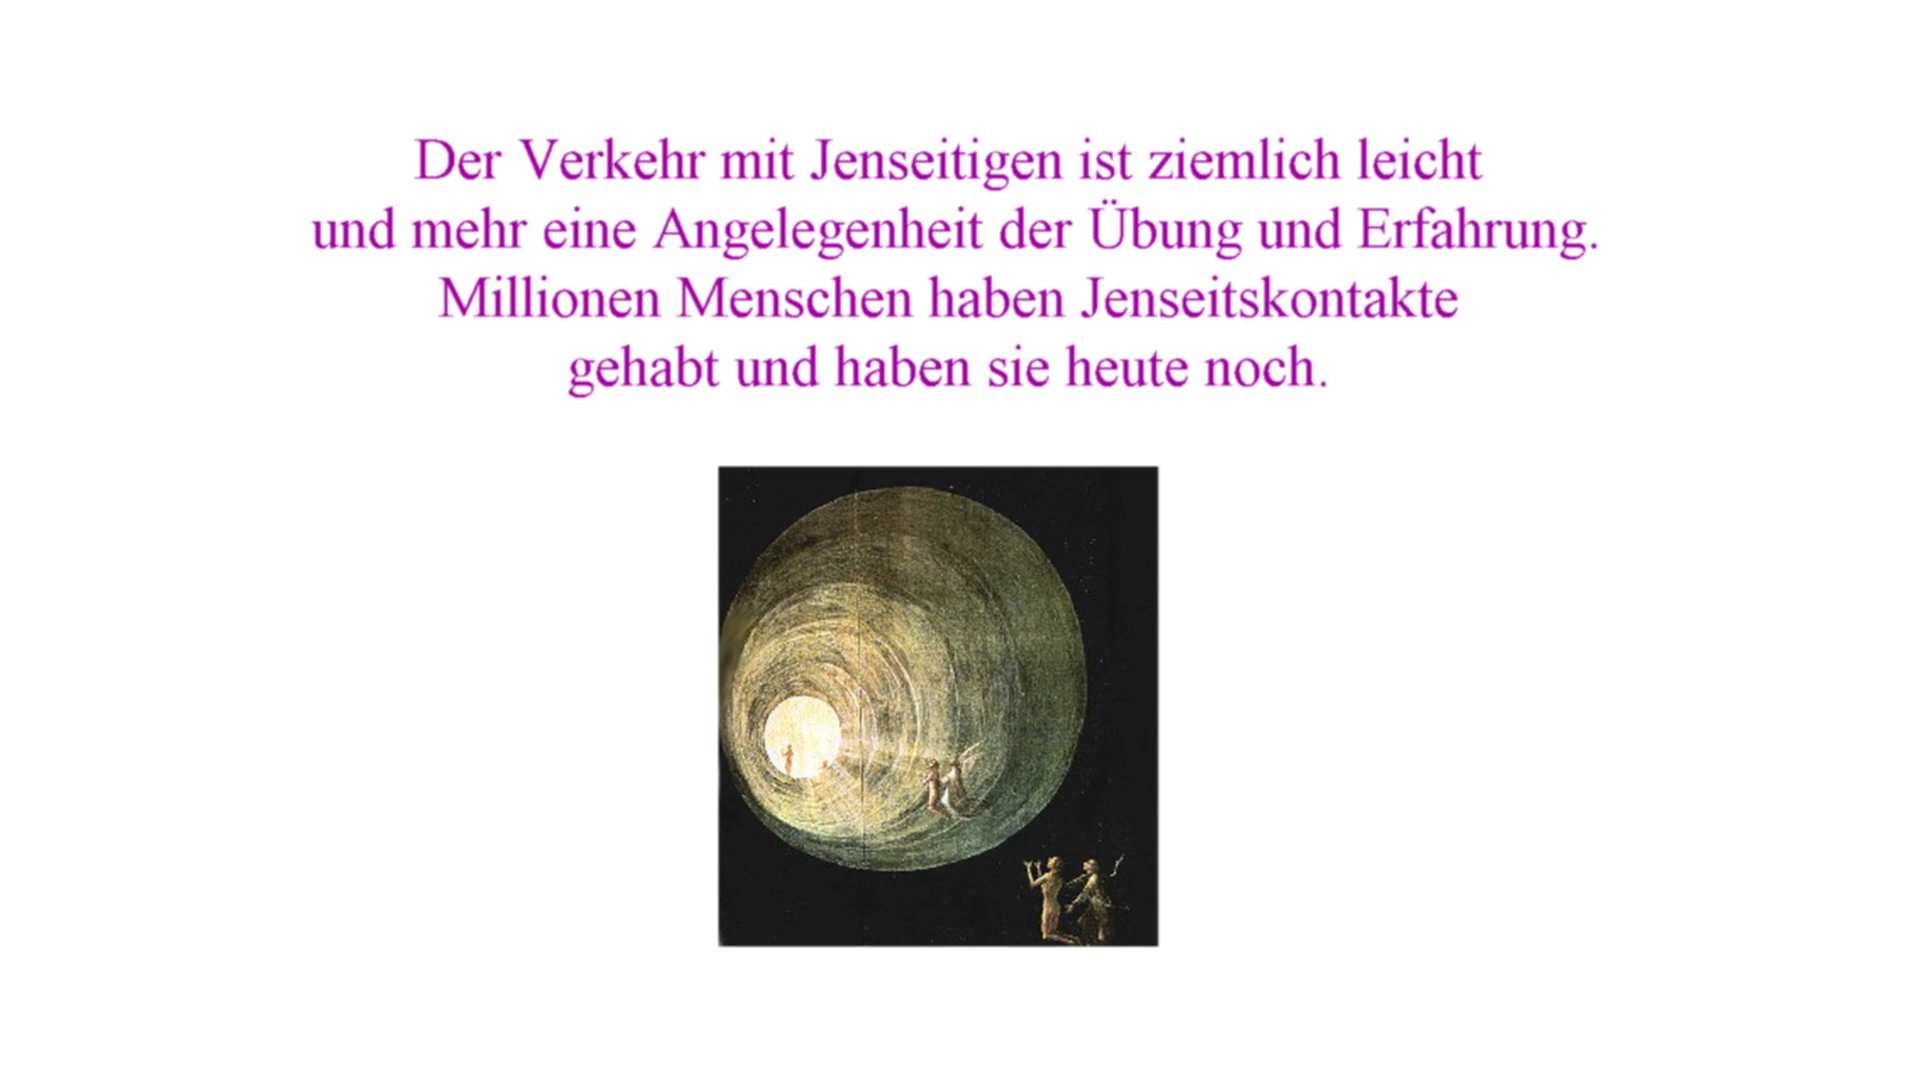 Der Verkehr mit Jenseitigen ist ziemlich leicht
und mehr eine Angelegenheit der Übung und Erfahrung.
Millionen Menschen haben Jenseitskontakte
gehabt und haben sie heute noch.